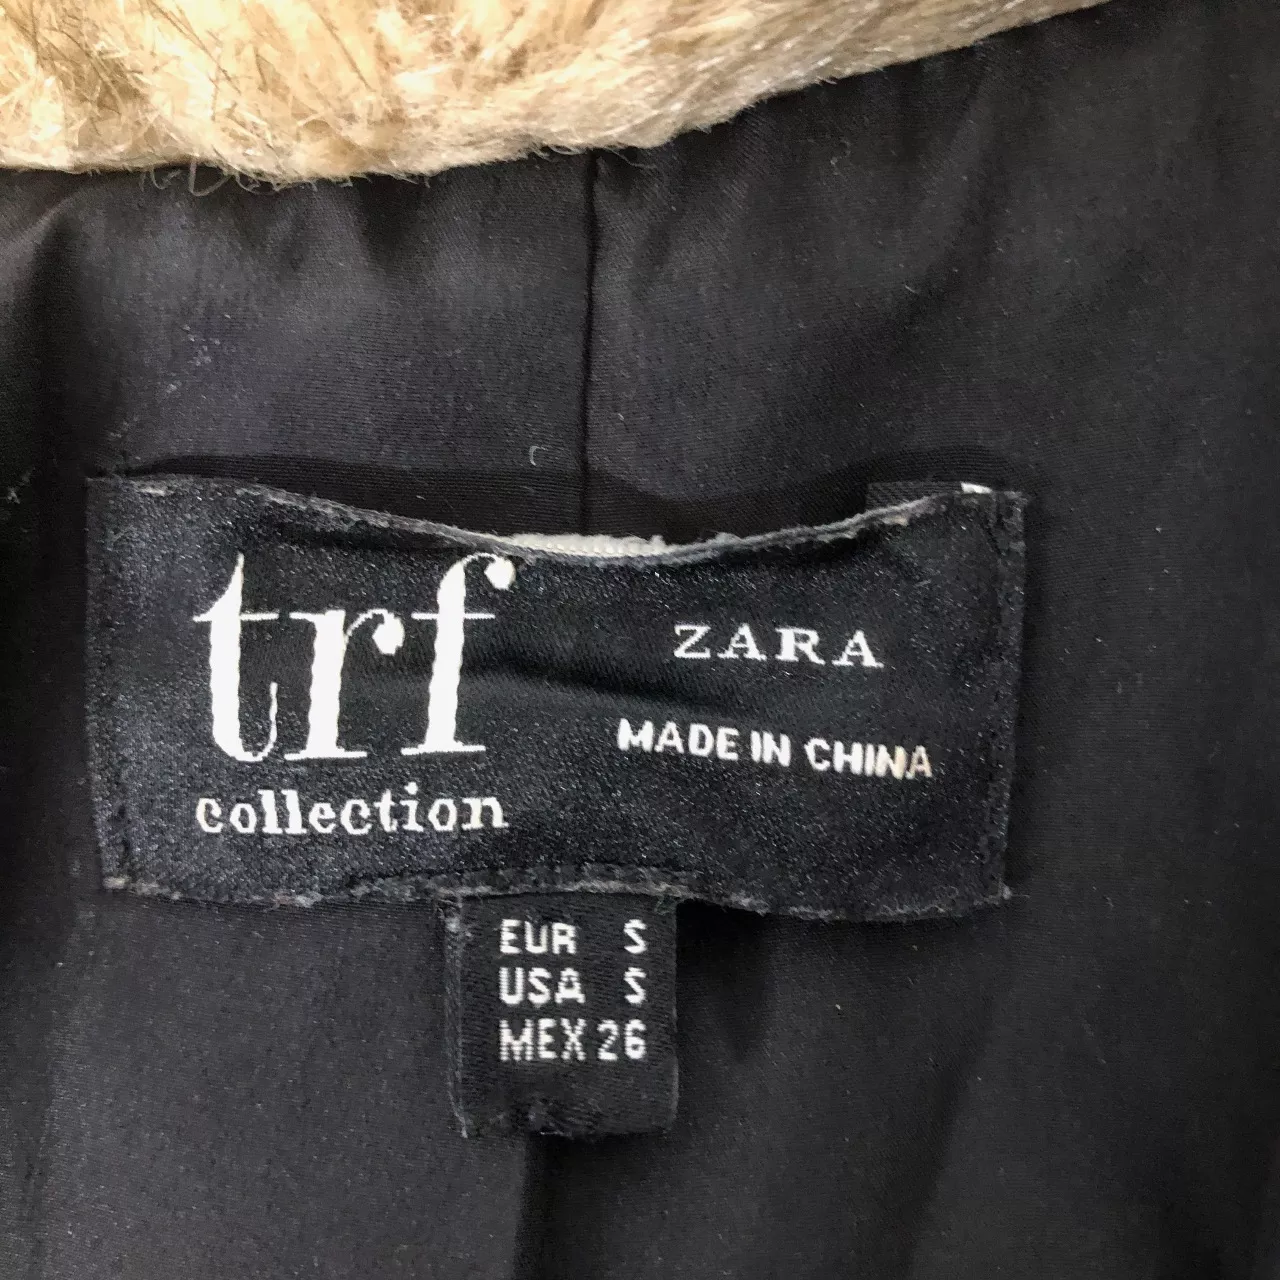 trf
collection
ZARA
MADE IN CHINA
EUR S
USA S
MEX 26